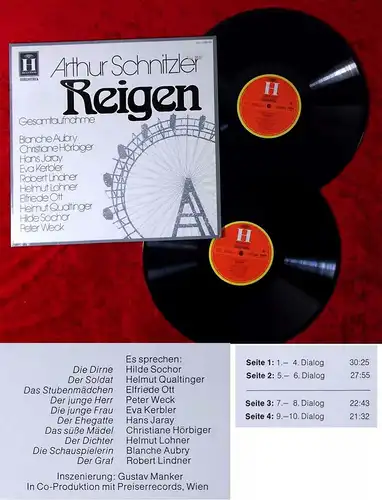 H
Arthur Schnitzler
Reigen
Gesamtaufnahme
Blanche Aubry
Christiane Hörbiger
Hans Jaray
Eva Kerbler
Robert Lindner
Helmut Lohner
Elfriede Ott
Helmut Qualtinger
Hilde Sochor
Peter Weck
H
H
Es sprechen:
Die Dirne Hilde Sochor
Der Soldat Helmut Qualtinger
Das Stubenmädchen Elfriede Ott
Der junge Herr Peter Weck
Die junge Frau Eva Kerbler
Der Ehegatte Hans Jaray
Das süße Mädel Christiane Hörbiger
Der Dichter Helmut Lohner
Die Schauspielerin Blanche Aubry
Der Graf Robert Lindner
Inszenierung: Gustav Manker
In Co-Produktion mit Preiserrecords, Wien
Seite 1: 1.– 4. Dialog 30:25
Seite 2: 5.– 6. Dialog 27:55
Seite 3: 7.– 8. Dialog 22:43
Seite 4: 9.–10. Dialog 21:32